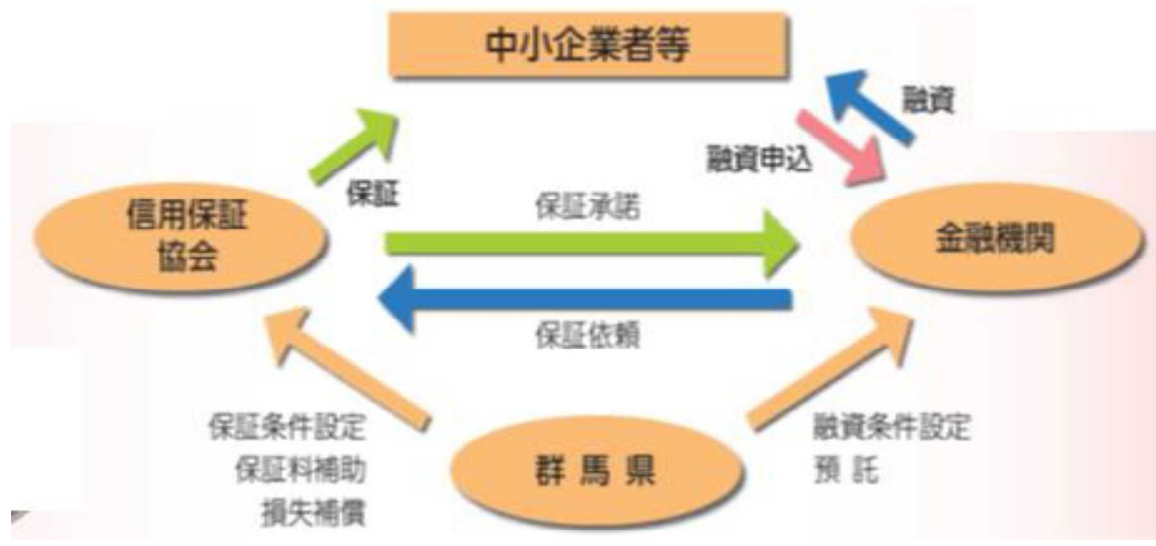 中小企業者等
融資
融資申込
保証
保証承諾
信用保証
協会
金融機関
保証依頼
保証条件設定
保証料補助
損失補償
群馬県
融資条件設定
預託